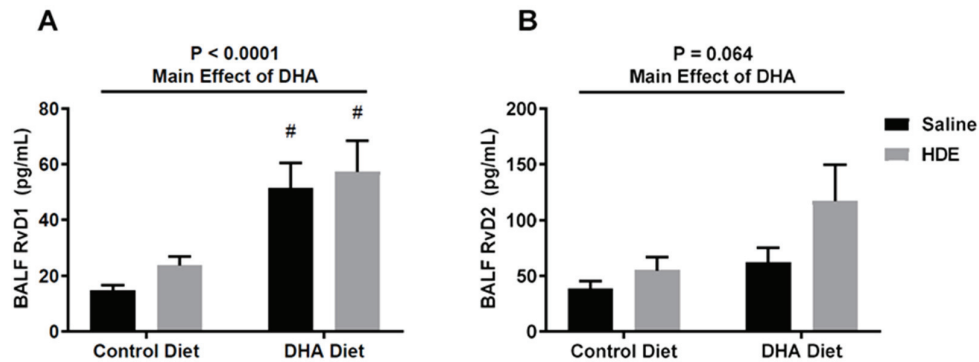 A
P < 0.0001
Main Effect of DHA
BALF RvD1 (pg/mL)
80
60
40
20
0
#
#
Control Diet
DHA Diet
B
P = 0.064
Main Effect of DHA
BALF RvD2 (pg/mL)
200
150
100
50
0
Control Diet
DHA Diet
Saline
HDE